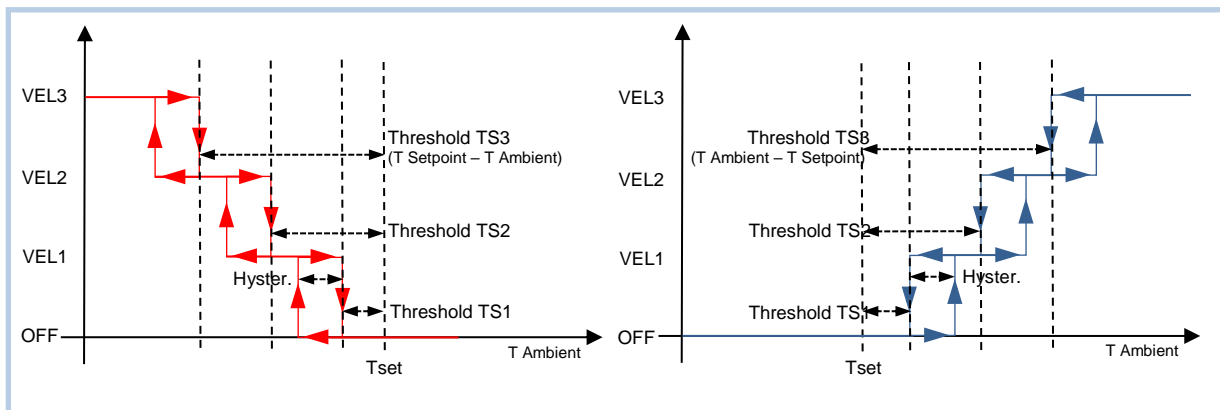 VEL3
Threshold TS3
(T Setpoint – T Ambient)
VEL2
Threshold TS2
VEL1
Hyster.
Threshold TS1
OFF
T Ambient
Tset
VEL3
Threshold TS3
(T Ambient – T Setpoint)
VEL2
Threshold TS2
VEL1
Hyster.
Threshold TS
OFF
T Ambient
Tset